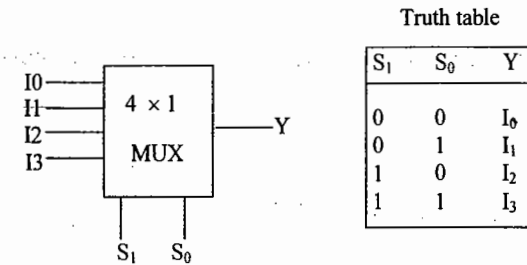 Truth table
I0
I1
I2
I3
4 × 1
MUX
Y
S₁ S₀
S₁ S₀ Y
0 0 I₀
0 1 I₁
1 0 I₂
1 1 I₃